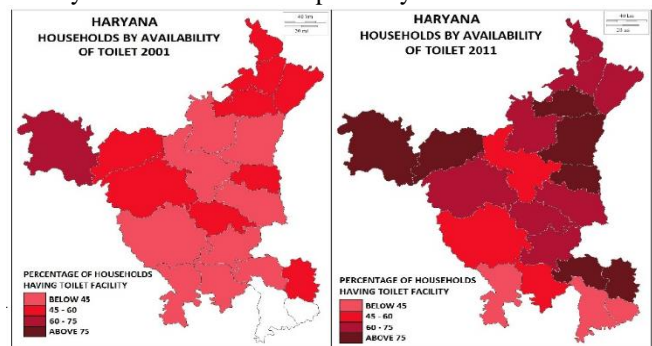 HARYANA
HOUSEHOLDS BY AVAILABILITY
OF TOILET 2001
40 km
20 mi
PERCENTAGE OF HOUSEHOLDS
HAVING TOILET FACILITY
BELOW 45
45 - 60
60 - 75
ABOVE 75
HARYANA
HOUSEHOLDS BY AVAILABILITY
OF TOILET 2011
40 km
20 mi
PERCENTAGE OF HOUSEHOLDS
HAVING TOILET FACILITY
BELOW 45
45 - 60
60 - 75
ABOVE 75